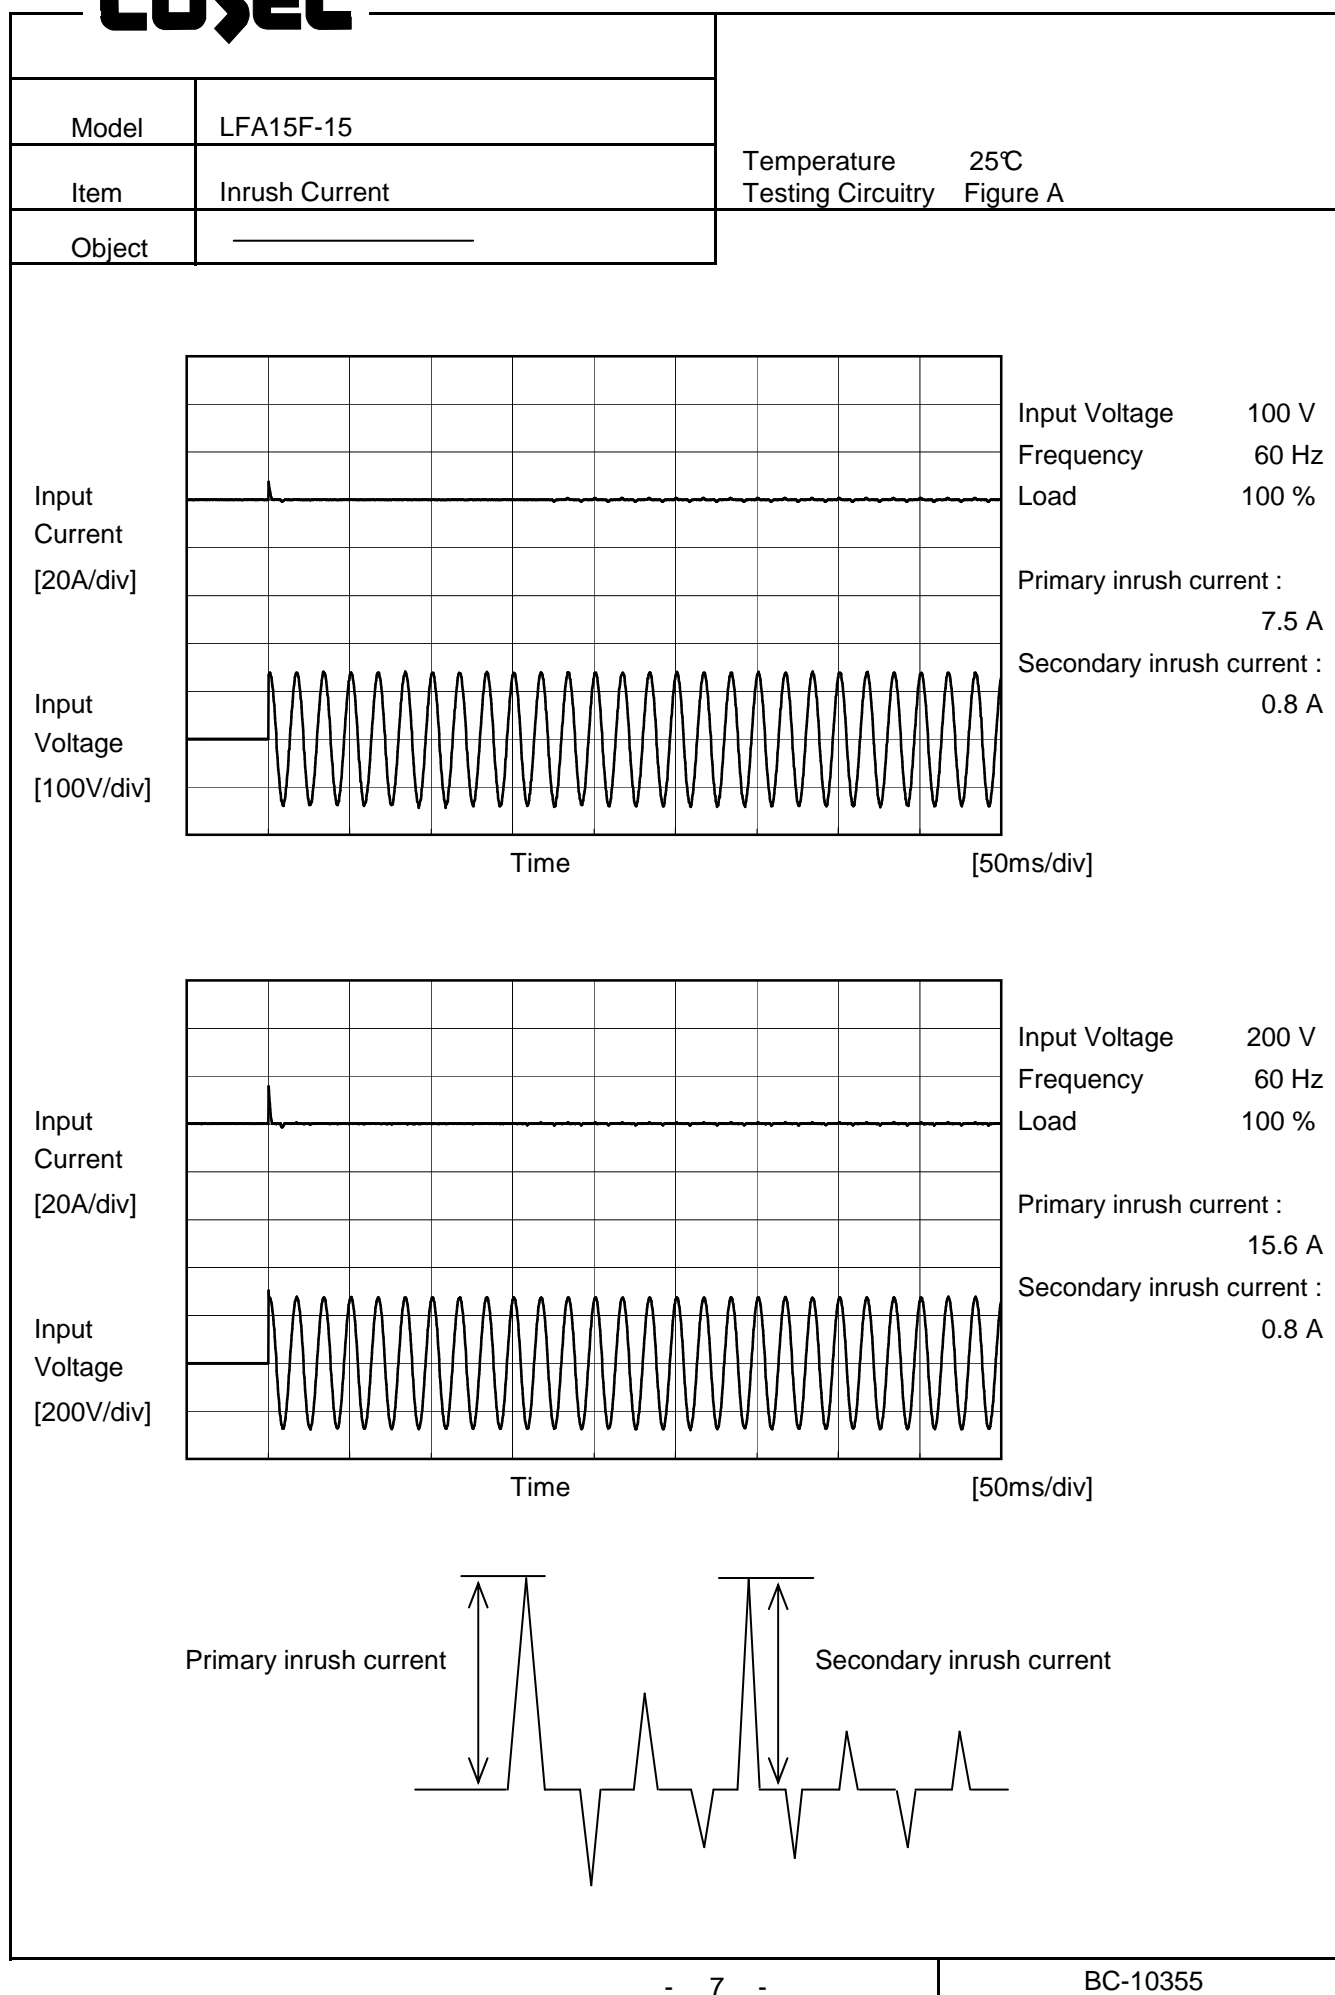 COSEL
Model LFA15F-15
Item Inrush Current
Temperature 25℃
Testing Circuitry Figure A
Object
Input Voltage 100 V
Frequency 60 Hz
Load 100 %
Input
Current
[20A/div]
Primary inrush current :
7.5 A
Secondary inrush current :
0.8 A
Input
Voltage
[100V/div]
Time [50ms/div]
Input Voltage 200 V
Frequency 60 Hz
Load 100 %
Input
Current
[20A/div]
Primary inrush current :
15.6 A
Secondary inrush current :
0.8 A
Input
Voltage
[200V/div]
Time [50ms/div]
Primary inrush current
Secondary inrush current
- 7 -
BC-10355